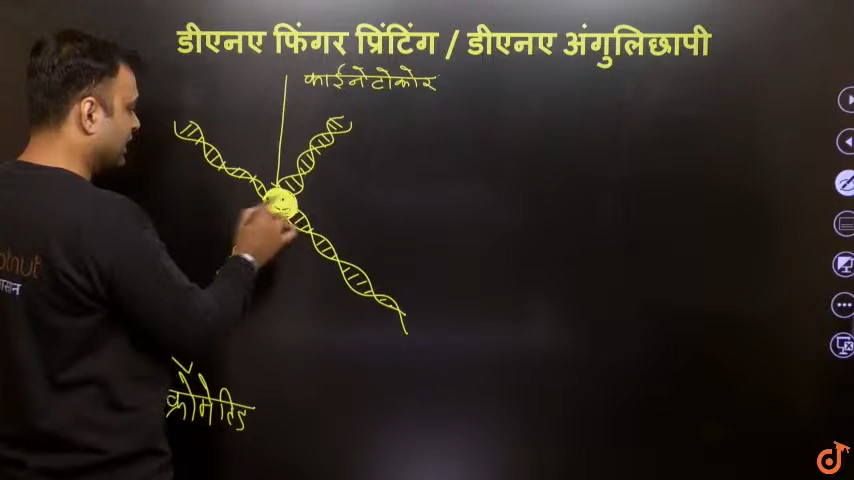 डीएनए फिंगर प्रिंटिंग / डीएनए अंगुलिछापी
काईनेटोकोर
क्रोमेटिड